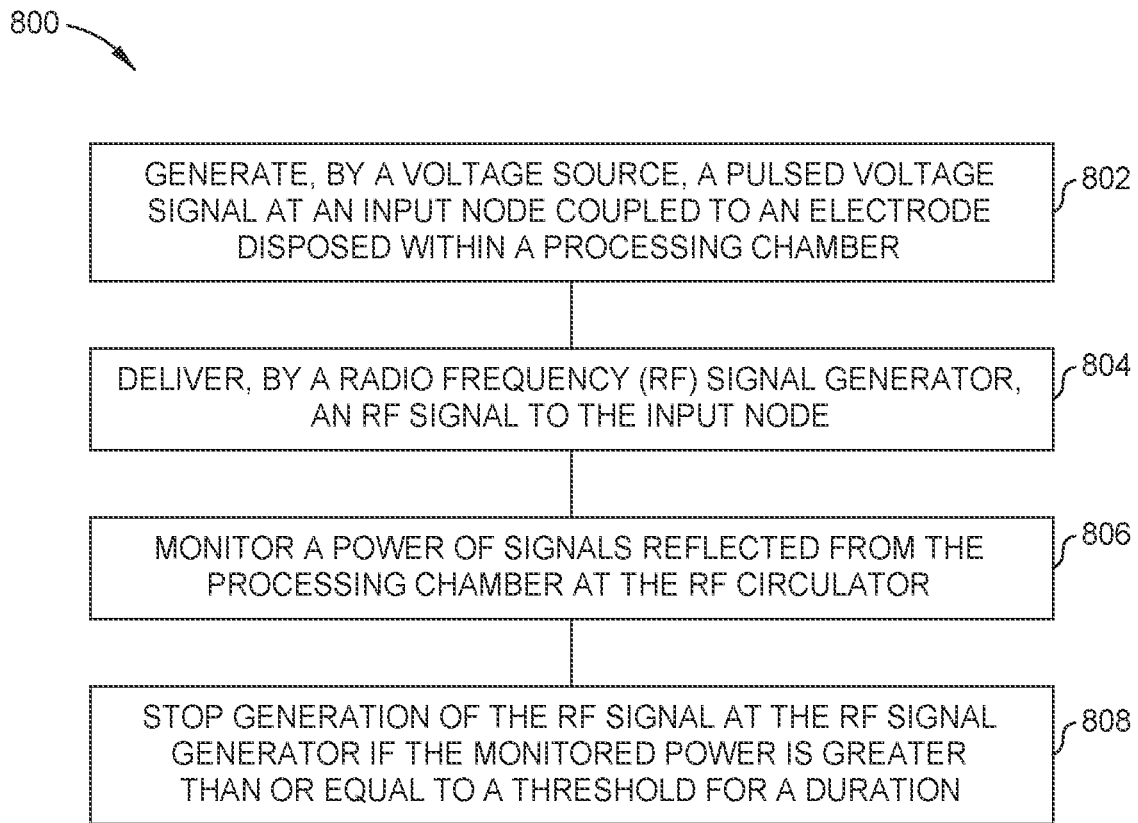 800
GENERATE, BY A VOLTAGE SOURCE, A PULSED VOLTAGE
SIGNAL AT AN INPUT NODE COUPLED TO AN ELECTRODE
DISPOSED WITHIN A PROCESSING CHAMBER
802
DELIVER, BY A RADIO FREQUENCY (RF) SIGNAL GENERATOR,
AN RF SIGNAL TO THE INPUT NODE
804
MONITOR A POWER OF SIGNALS REFLECTED FROM THE
PROCESSING CHAMBER AT THE RF CIRCULATOR
806
STOP GENERATION OF THE RF SIGNAL AT THE RF SIGNAL
GENERATOR IF THE MONITORED POWER IS GREATER
THAN OR EQUAL TO A THRESHOLD FOR A DURATION
808